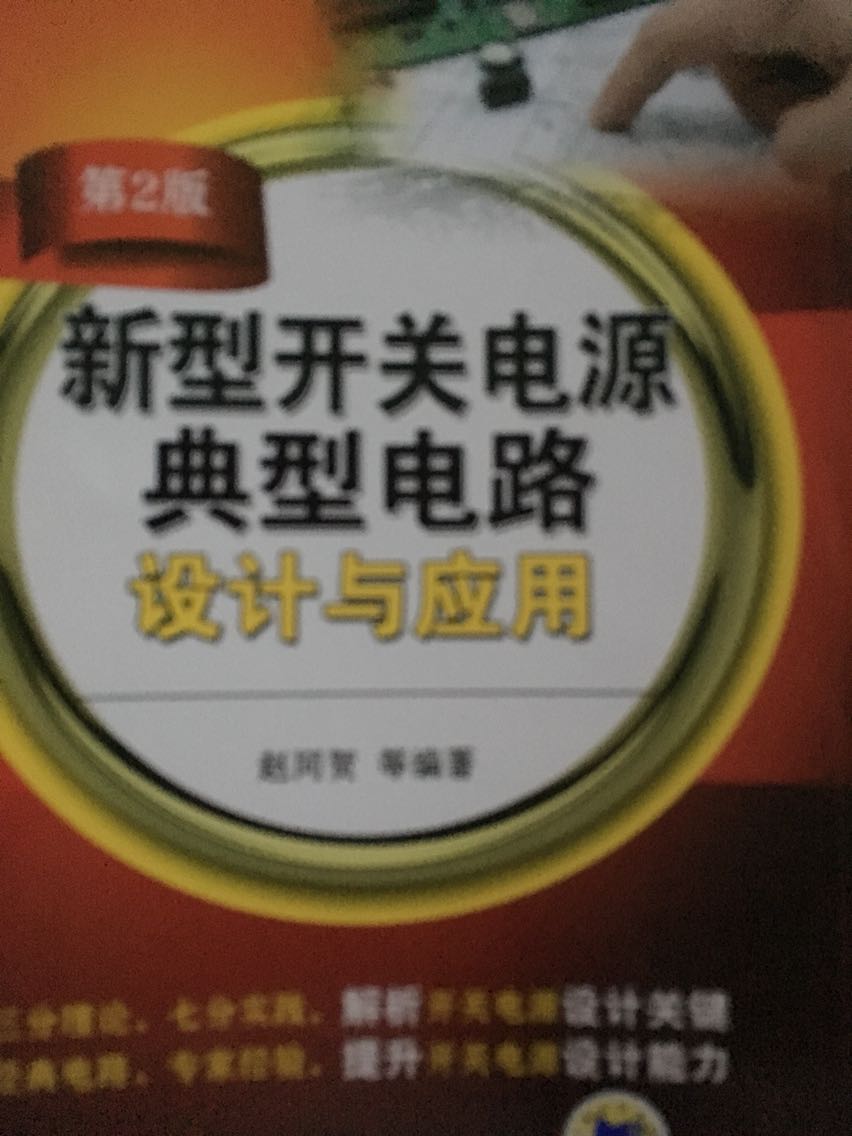 第2版
新型开关电源
典型电路
设计与应用
赵同贺 等编著
三分理论、七分实践,解析开关电源设计关键
经典电路、专家经验,提升开关电源设计能力